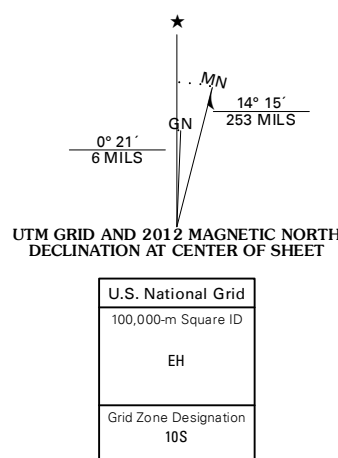 ★
MN
GN
14° 15´
253 MILS
0° 21´
6 MILS
UTM GRID AND 2012 MAGNETIC NORTH
DECLINATION AT CENTER OF SHEET
U.S. National Grid
100,000-m Square ID
EH
Grid Zone Designation
10S